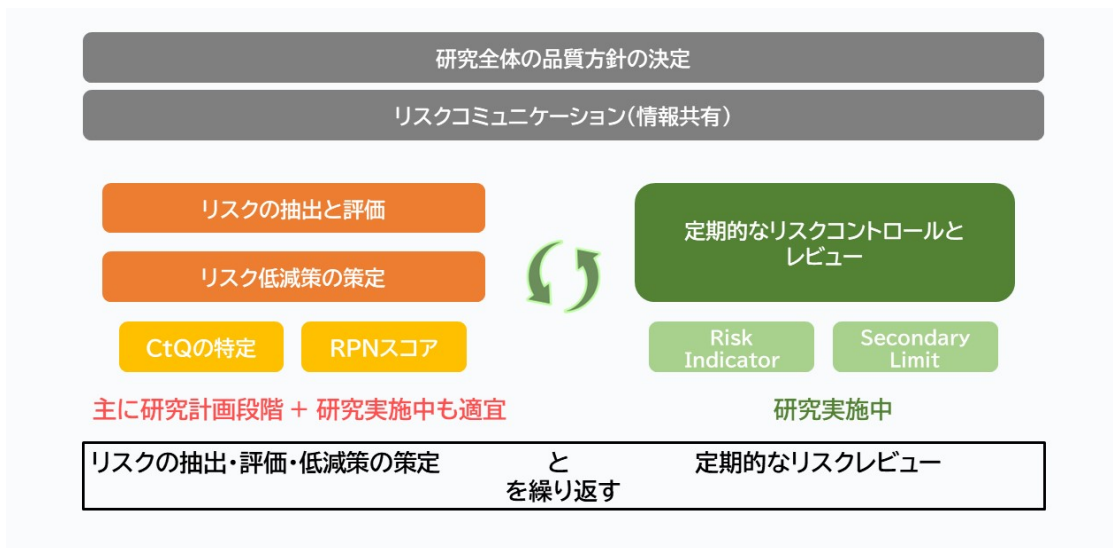 研究全体の品質方針の決定
リスクコミュニケーション(情報共有)
リスクの抽出と評価
リスク低減策の策定
CtQの特定
RPNスコア
主に研究計画段階 + 研究実施中も適宜
定期的なリスクコントロールと
レビュー
Risk
Indicator
Secondary
Limit
研究実施中
リスクの抽出・評価・低減策の策定 と 定期的なリスクレビュー
を繰り返す